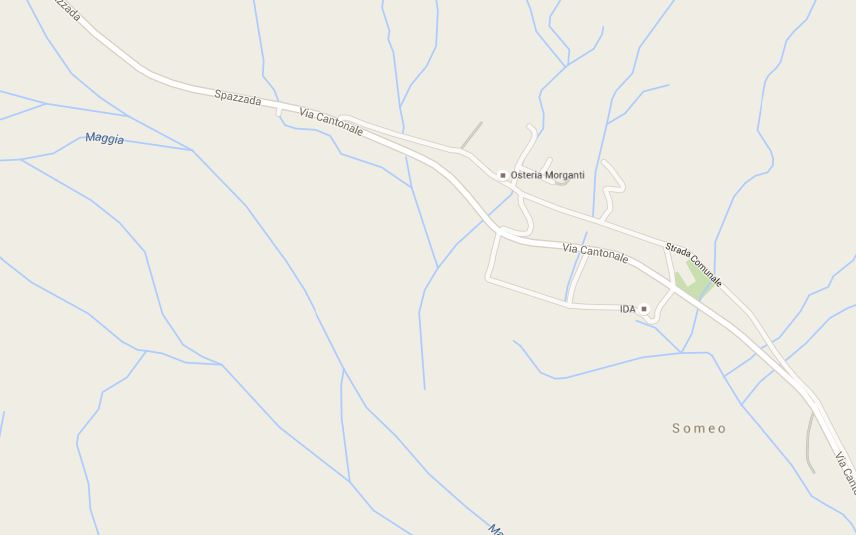 Spazzada
Via Cantonale
Maggia
Osteria Morganti
Via Cantonale
Strada Comunale
IDA
Someo